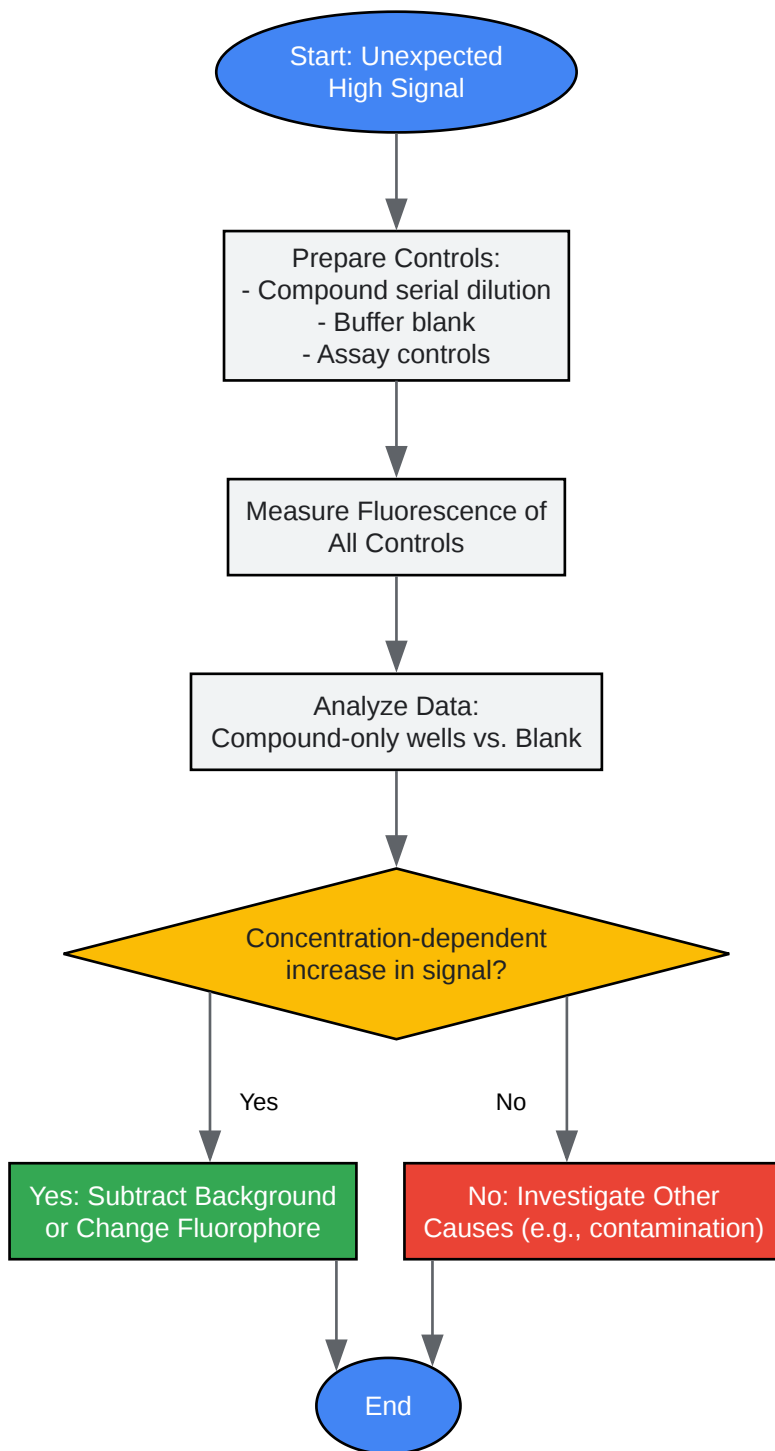 Start: Unexpected
High Signal
Prepare Controls:
- Compound serial dilution
- Buffer blank
- Assay controls
Measure Fluorescence of
All Controls
Analyze Data:
Compound-only wells vs. Blank
Concentration-dependent
increase in signal?
Yes
No
Yes: Subtract Background
or Change Fluorophore
No: Investigate Other
Causes (e.g., contamination)
End